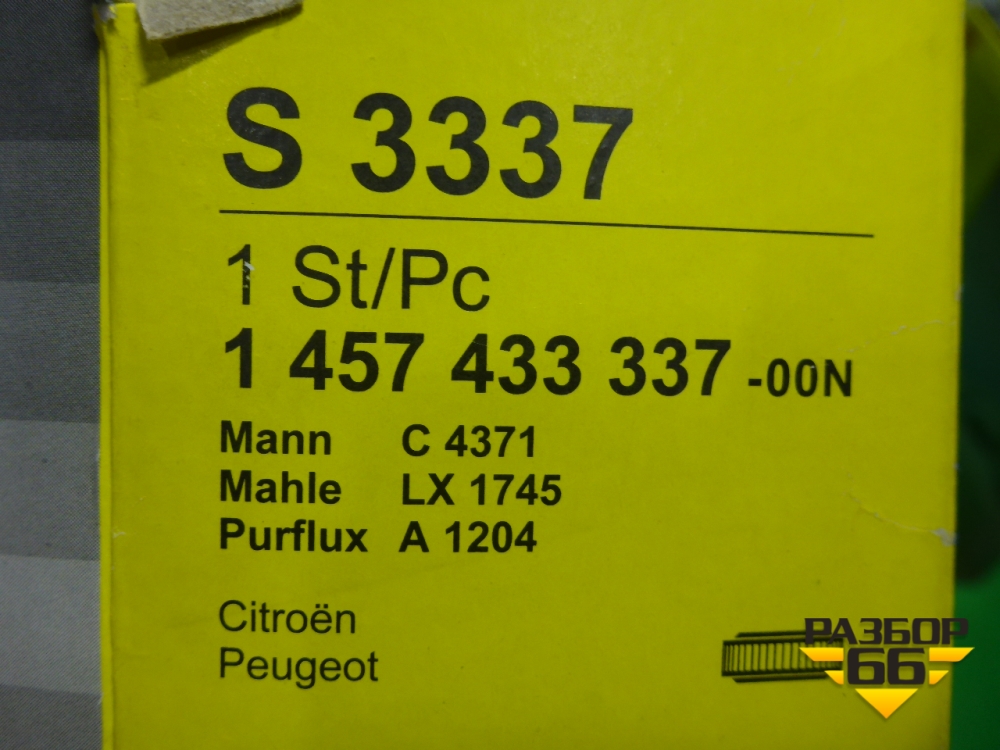 S 3337
1 St/Pc
1 457 433 337 -00N
Mann C 4371
Mahle LX 1745
Purflux A 1204
Citroën
Peugeot
РАЗБОР
66